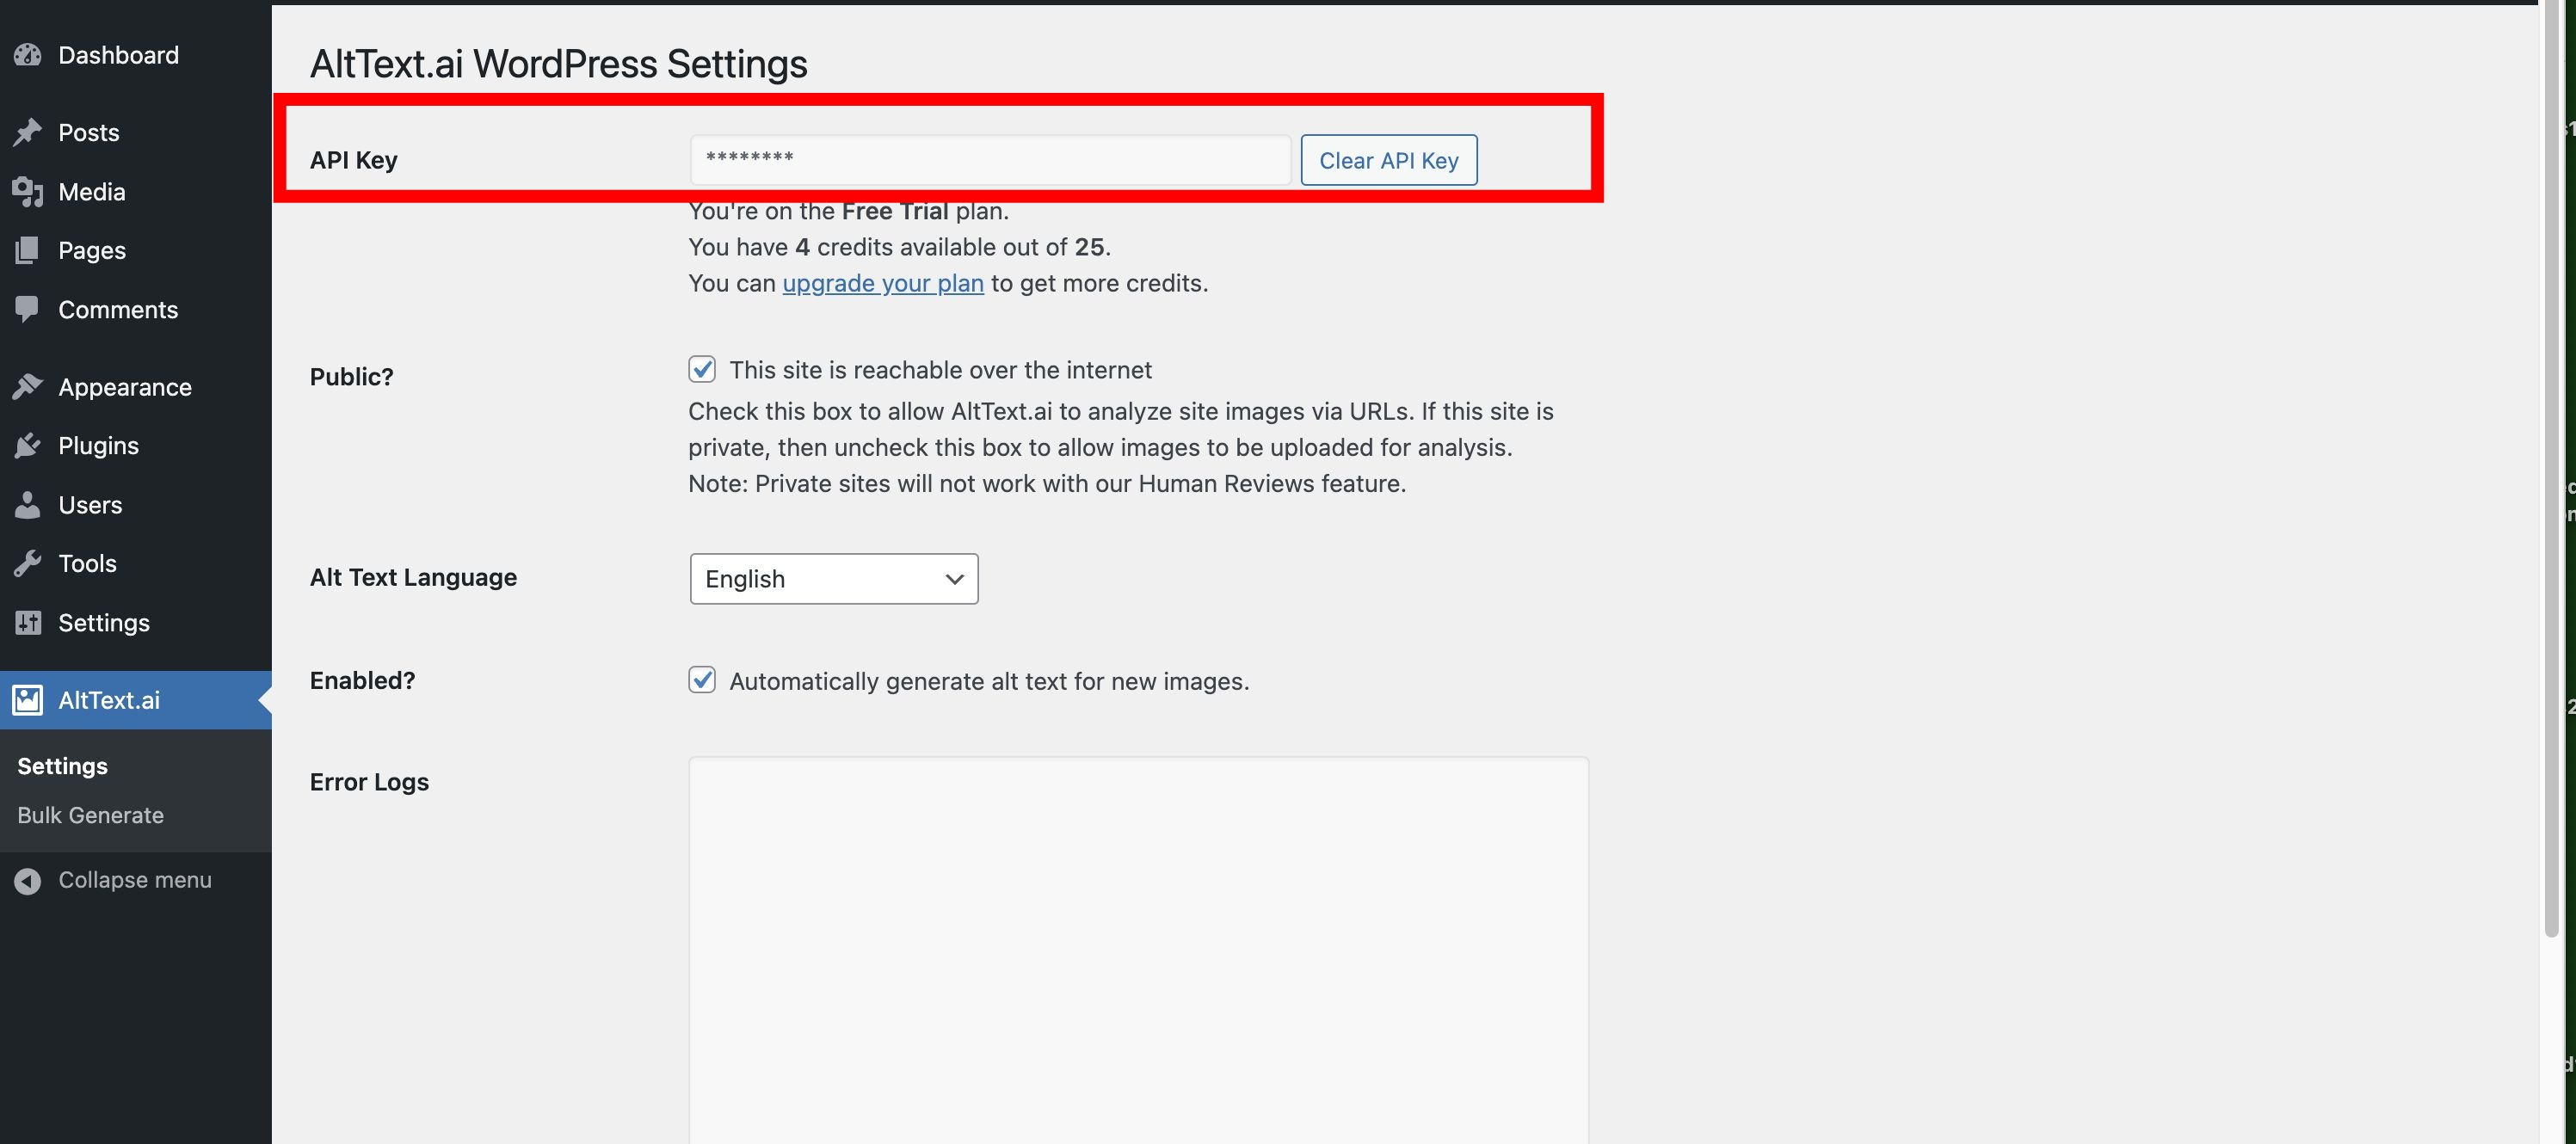 Dashboard
Posts
Media
Pages
Comments
Appearance
Plugins
Users
Tools
Settings
AltText.ai
Settings
Bulk Generate
Collapse menu
AltText.ai WordPress Settings
API Key
********
Clear API Key
You're on the Free Trial plan.
You have 4 credits available out of 25.
You can upgrade your plan to get more credits.
Public?
This site is reachable over the internet
Check this box to allow AltText.ai to analyze site images via URLs. If this site is
private, then uncheck this box to allow images to be uploaded for analysis.
Note: Private sites will not work with our Human Reviews feature.
Alt Text Language
English
Enabled?
Automatically generate alt text for new images.
Error Logs